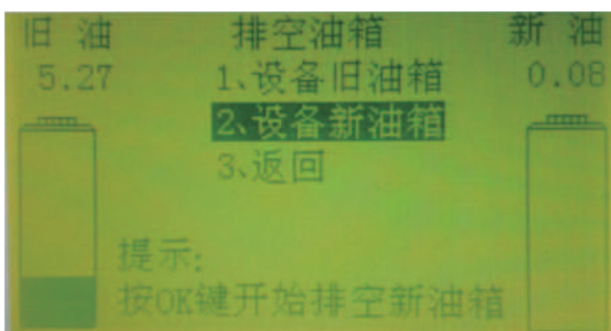 旧 油 排空油箱 新 油
5.27 1、设备旧油箱 0.08
2、设备新油箱
3、返回
提示:
按OK键开始排空新油箱